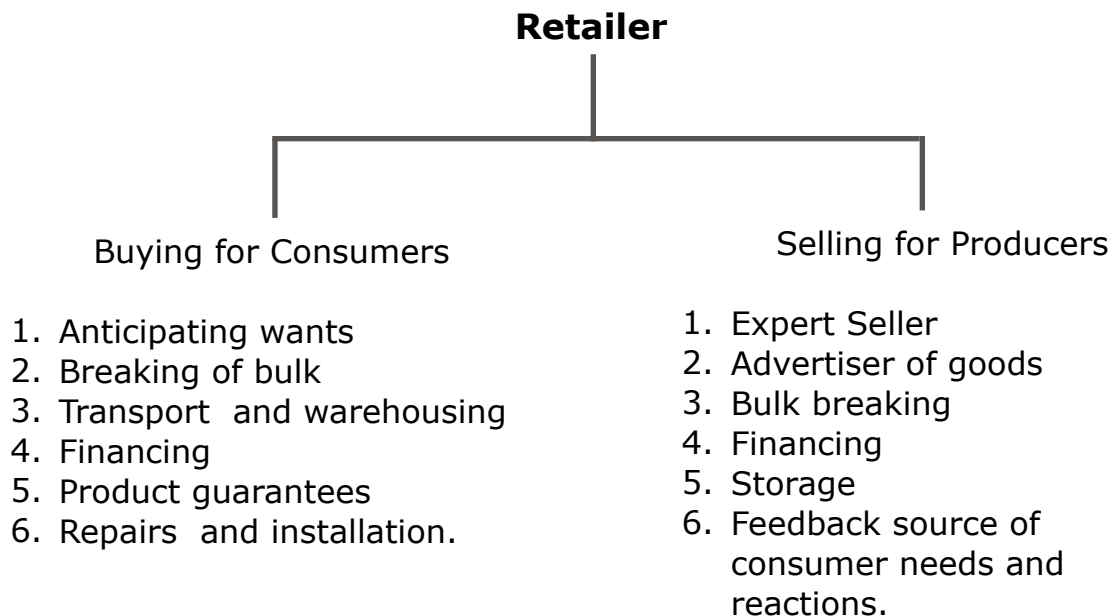 Retailer
Buying for Consumers
1. Anticipating wants
2. Breaking of bulk
3. Transport  and warehousing
4. Financing
5. Product guarantees
6. Repairs  and installation.
Selling for Producers
1. Expert Seller
2. Advertiser of goods
3. Bulk breaking
4. Financing
5. Storage
6. Feedback source of
consumer needs and
reactions.